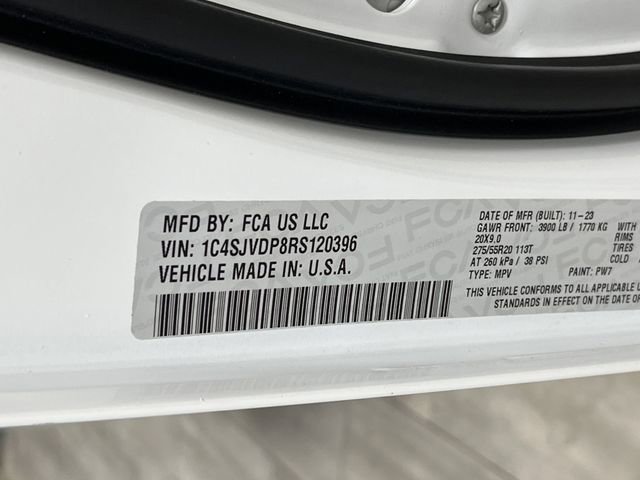 MFD BY: FCA US LLC
VIN: 1C4SJVDP8RS120396
VEHICLE MADE IN: U.S.A.
DATE OF MFR (BUILT): 11-23
GAWR FRONT: 3900 LB / 1770 KG WITH
20X9.0 RIMS
275/55R20 113T
AT 260 kPa / 38 PSI COLD
TYPE: MPV PAINT: PW7
THIS VEHICLE CONFORMS TO ALL APPLICABLE
STANDARDS IN EFFECT ON THE DATE OF